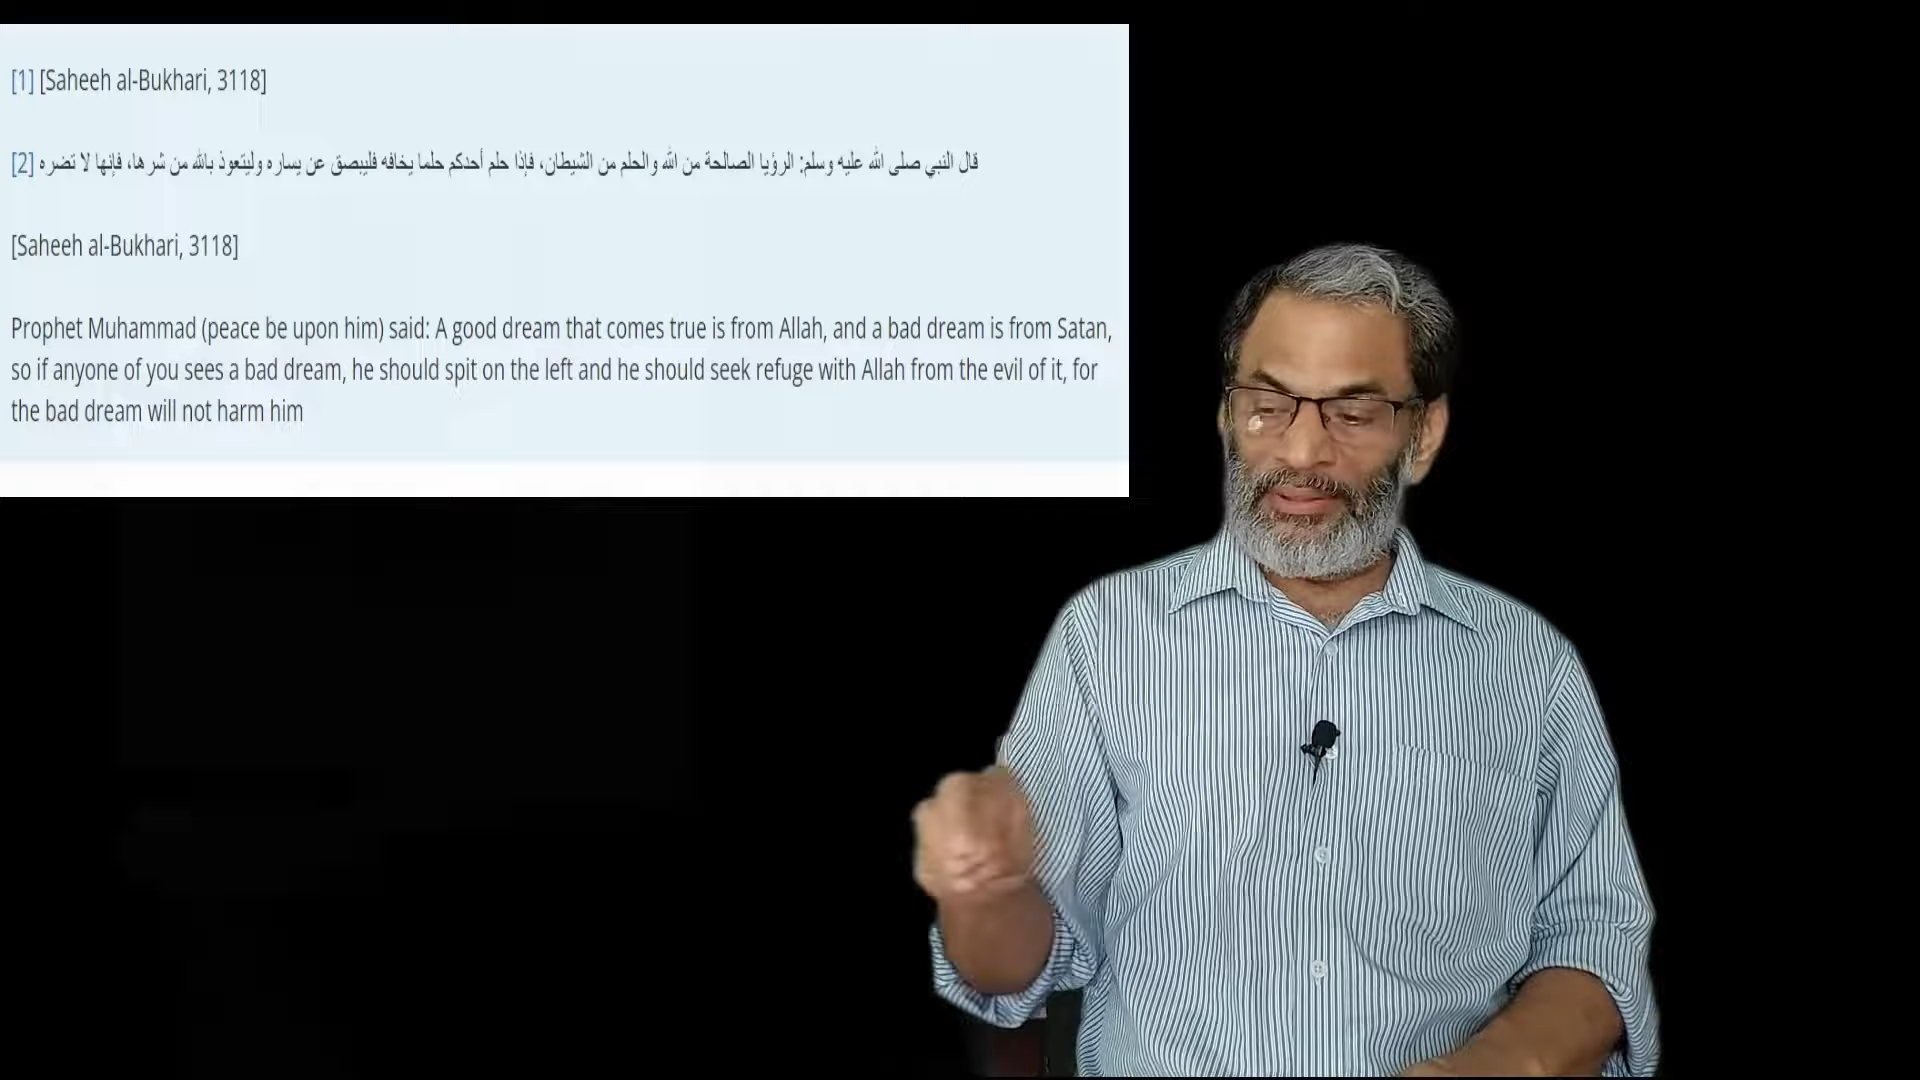 [1] [Saheeh al-Bukhari, 3118]
[2] قال النبي صلى الله عليه وسلم: الرؤيا الصالحة من الله والحلم من الشيطان، فإذا حلم أحدكم حلما يخافه فليبصق عن يساره وليتعوذ بالله من شرها، فإنها لا تضره
[Saheeh al-Bukhari, 3118]
Prophet Muhammad (peace be upon him) said: A good dream that comes true is from Allah, and a bad dream is from Satan,
so if anyone of you sees a bad dream, he should spit on the left and he should seek refuge with Allah from the evil of it, for
the bad dream will not harm him